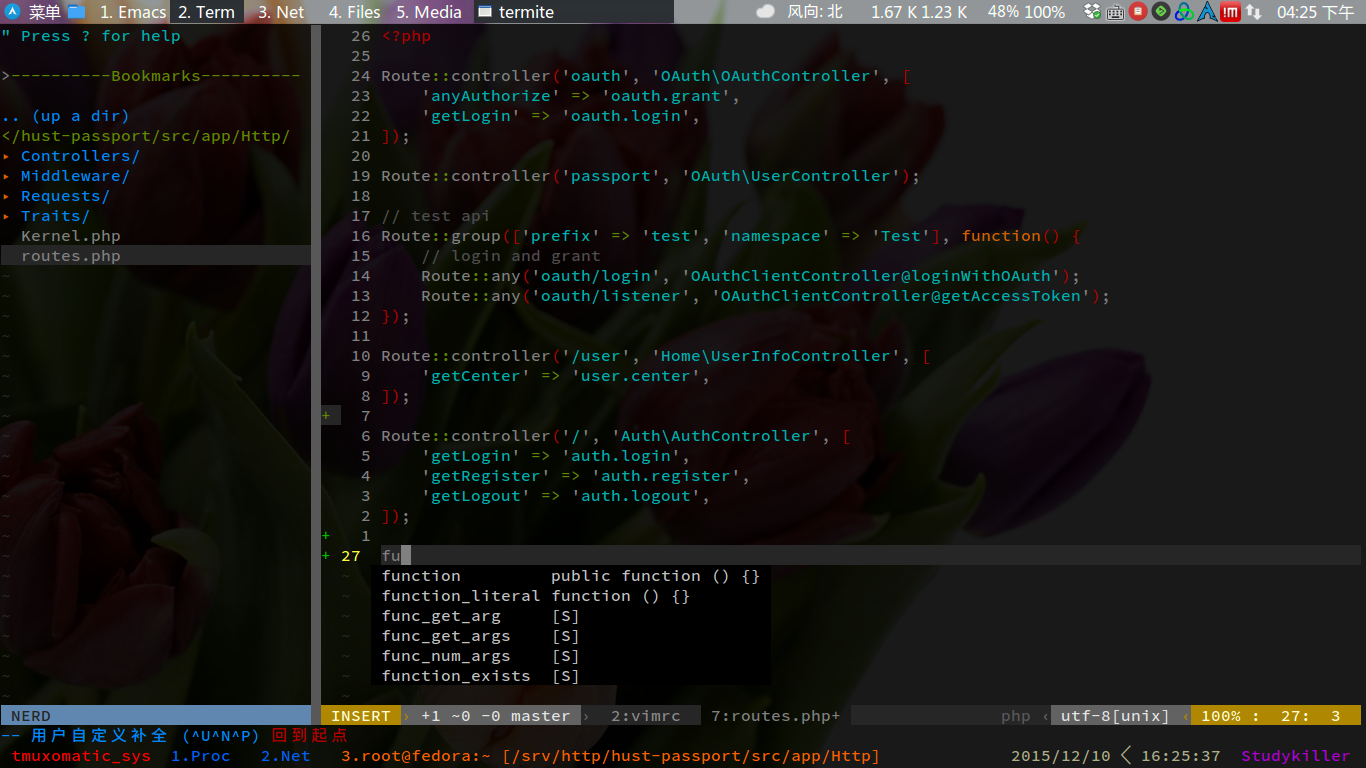 菜单 1. Emacs 2. Term 3. Net 4. Files 5. Media termite 风向: 北 1.67 K 1.23 K 48% 100% !m 04:25 下午
" Press ? for help
>----------Bookmarks----------
.. (up a dir)
</hust-passport/src/app/Http/
▸ Controllers/
▸ Middleware/
▸ Requests/
▸ Traits/
Kernel.php
routes.php
26 <?php
25
24 Route::controller('oauth', 'OAuth\OAuthController', [
23     'anyAuthorize' => 'oauth.grant',
22     'getLogin' => 'oauth.login',
21 ]);
20
19 Route::controller('passport', 'OAuth\UserController');
18
17 // test api
16 Route::group(['prefix' => 'test', 'namespace' => 'Test'], function() {
15     // login and grant
14     Route::any('oauth/login', 'OAuthClientController@loginWithOAuth');
13     Route::any('oauth/listener', 'OAuthClientController@getAccessToken');
12 });
11
10 Route::controller('/user', 'Home\UserInfoController', [
9     'getCenter' => 'user.center',
8 ]);
+ 7
6 Route::controller('/', 'Auth\AuthController', [
5     'getLogin' => 'auth.login',
4     'getRegister' => 'auth.register',
3     'getLogout' => 'auth.logout',
2 ]);
+ 1
+ 27 fu
function         public function () {}
function_literal function () {}
func_get_arg     [S]
func_get_args    [S]
func_num_args    [S]
function_exists  [S]
NERD
INSERT › +1 ~0 -0 master › 2:vimrc 7:routes.php+ php ‹ utf-8[unix] ‹ 100% : 27: 3
-- 用户自定义补全 (^U^N^P) 回到起点
tmuxomatic_sys 1.Proc 2.Net 3.root@fedora:~ [/srv/http/hust-passport/src/app/Http] 2015/12/10 < 16:25:37 Studykiller